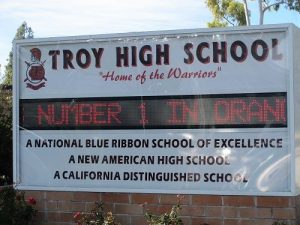 TROY HIGH SCHOOL
"Home of the Warriors"
NUMBER 1 IN ORAN
A NATIONAL BLUE RIBBON SCHOOL OF EXCELLENCE
A NEW AMERICAN HIGH SCHOOL
A CALIFORNIA DISTINGUISHED SCHOOL